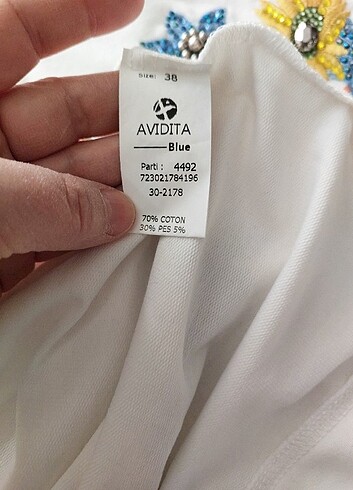 Size: 38
AVIDITA
Blue
Parti : 4492
723021784196
30-2178
70% COTON
30% PES 5%